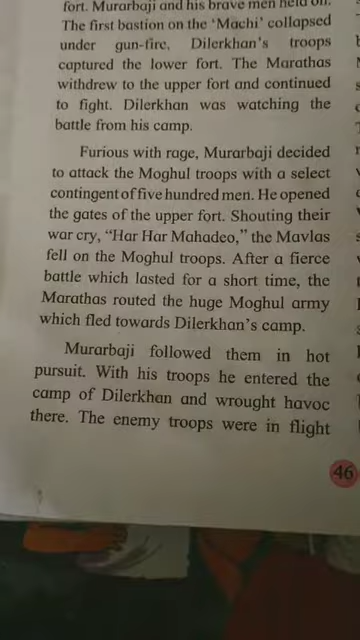 fort. Murarbaji and his brave men held on.
The first bastion on the ‘Machi’ collapsed
under gun-fire. Dilerkhan’s troops
captured the lower fort. The Marathas
withdrew to the upper fort and continued
to fight. Dilerkhan was watching the
battle from his camp.
Furious with rage, Murarbaji decided
to attack the Moghul troops with a select
contingent of five hundred men. He opened
the gates of the upper fort. Shouting their
war cry, “Har Har Mahadeo,” the Mavlas
fell on the Moghul troops. After a fierce
battle which lasted for a short time, the
Marathas routed the huge Moghul army
which fled towards Dilerkhan’s camp.
Murarbaji followed them in hot
pursuit. With his troops he entered the
camp of Dilerkhan and wrought havoc
there. The enemy troops were in flight
46